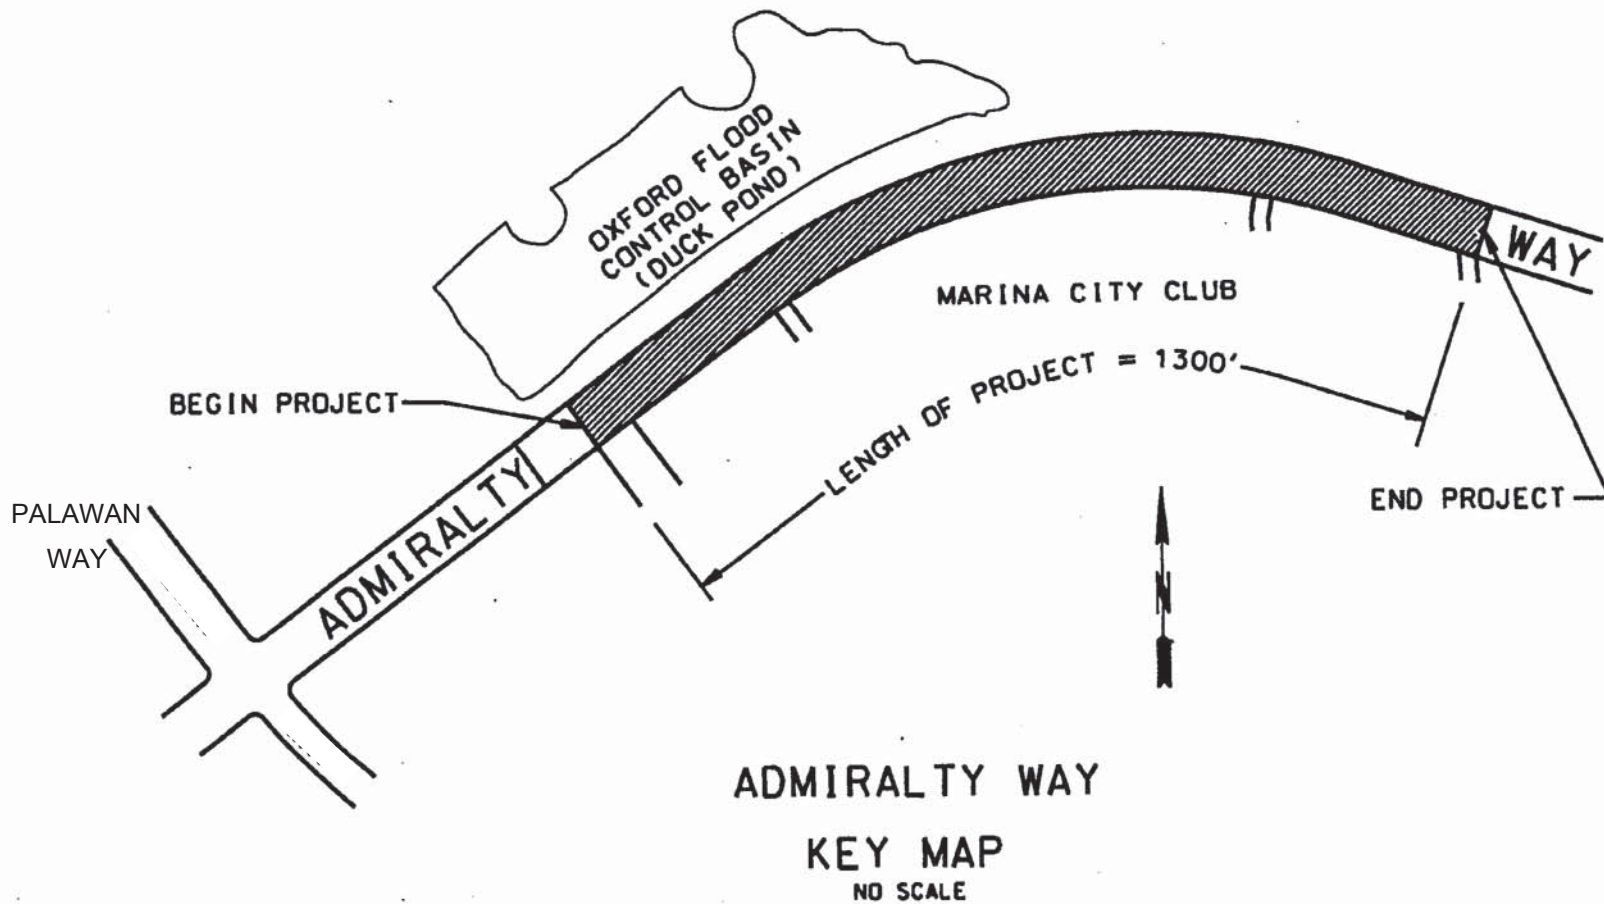 OXFORD FLOOD
CONTROL BASIN
(DUCK POND)
WAY
MARINA CITY CLUB
LENGTH OF PROJECT = 1300'
BEGIN PROJECT
END PROJECT
ADMIRALTY
PALAWAN
WAY
N
ADMIRALTY WAY
KEY MAP
NO SCALE